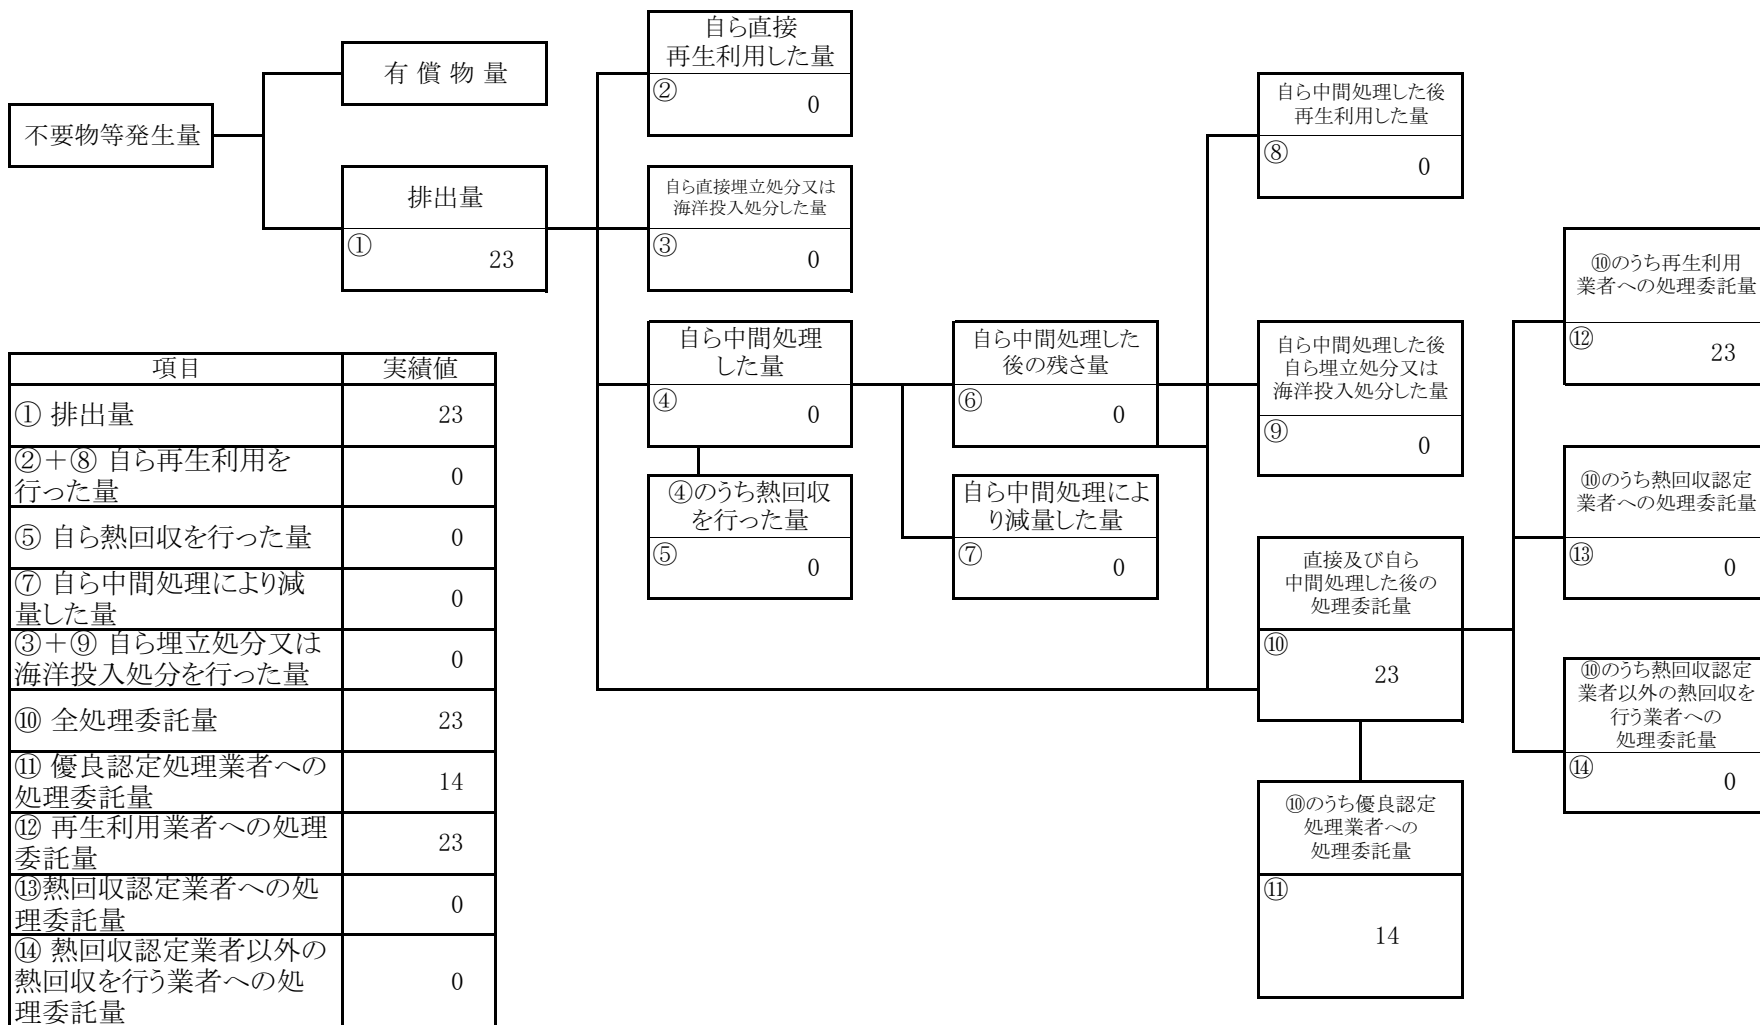 不要物等発生量
有 償 物 量
排出量
①
23
自ら直接
再生利用した量
②
0
自ら直接埋立処分又は
海洋投入処分した量
③
0
自ら中間処理
した量
④
0
④のうち熱回収
を行った量
⑤
0
自ら中間処理した
後の残さ量
⑥
0
自ら中間処理によ
り減量した量
⑦
0
自ら中間処理した後
再生利用した量
⑧
0
自ら中間処理した後
自ら埋立処分又は
海洋投入処分した量
⑨
0
直接及び自ら
中間処理した後の
処理委託量
⑩
23
⑩のうち優良認定
処理業者への
処理委託量
⑪
14
⑩のうち再生利用
業者への処理委託量
⑫
23
⑩のうち熱回収認定
業者への処理委託量
⑬
0
⑩のうち熱回収認定
業者以外の熱回収を
行う業者への
処理委託量
⑭
0
項目 実績値
① 排出量 23
②＋⑧ 自ら再生利用を
行った量 0
⑤ 自ら熱回収を行った量 0
⑦ 自ら中間処理により減
量した量 0
③＋⑨ 自ら埋立処分又は
海洋投入処分を行った量 0
⑩ 全処理委託量 23
⑪ 優良認定処理業者への
処理委託量 14
⑫ 再生利用業者への処理
委託量 23
⑬熱回収認定業者への処
理委託量 0
⑭ 熱回収認定業者以外の
熱回収を行う業者への処
理委託量 0